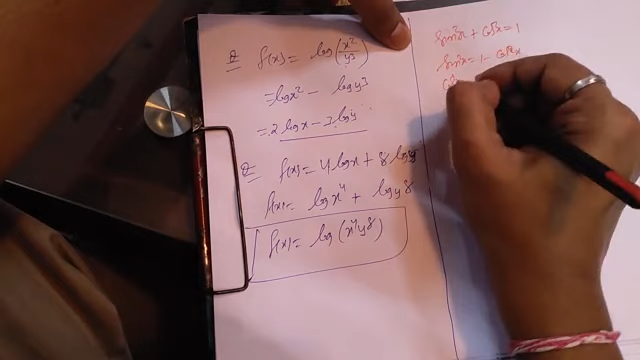 Q f(x) = log(x²/y³)
= log x² - log y³
= 2 log x - 3 log y
Q f(x) = 4 log x + 8 log y
f(x) = log x⁴ + log y⁸
f(x) = log (x⁴y⁸)
Sin²x + Cos²x = 1
Sin²x = 1 - Cos²x